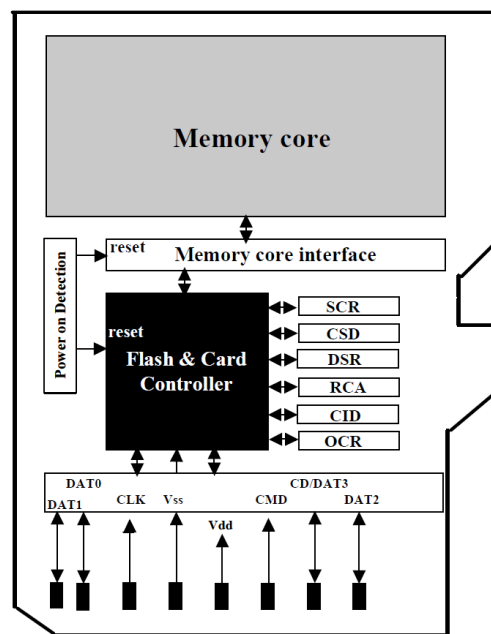 Memory core
reset
Memory core interface
Power on Detection
reset
Flash & Card
Controller
SCR
CSD
DSR
RCA
CID
OCR
DAT0
CD/DAT3
DAT1
CLK
Vss
CMD
DAT2
Vdd